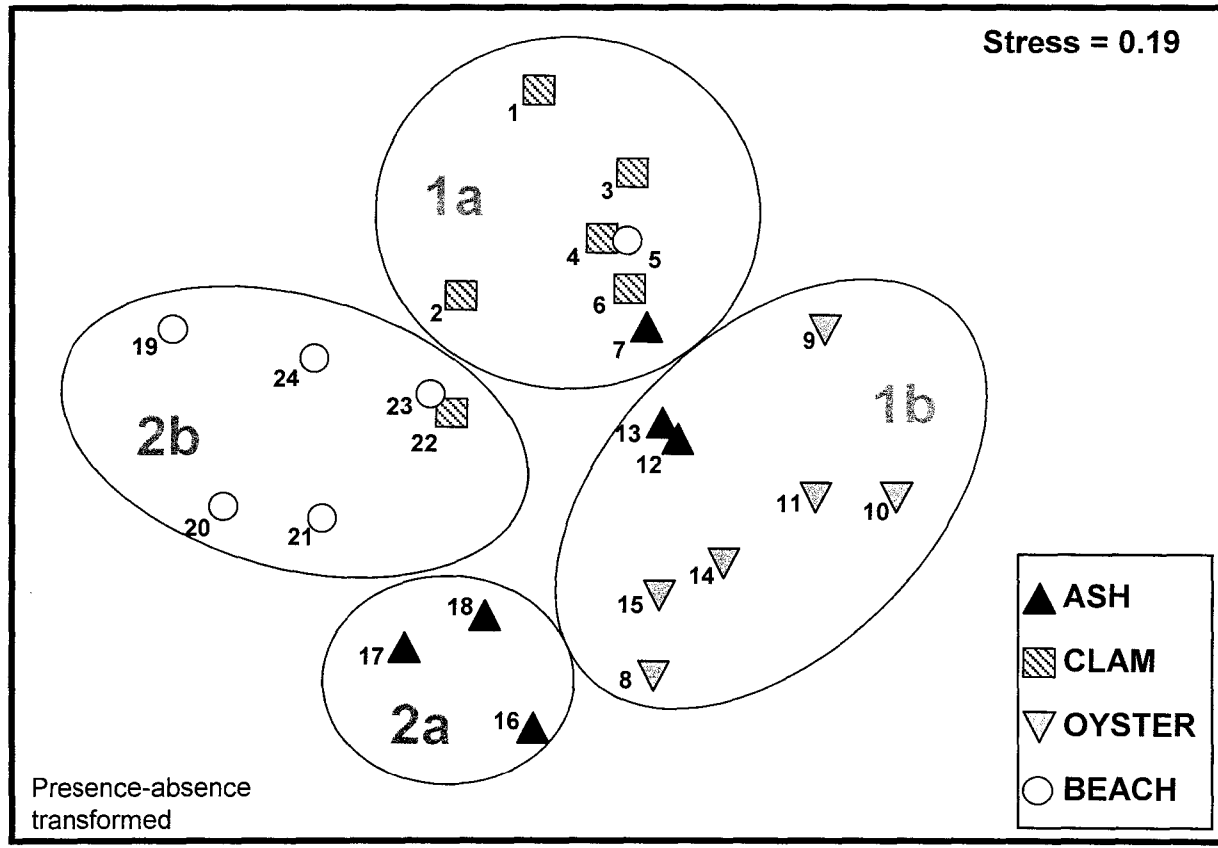 Stress = 0.19
1
3
1a
4
5
2
6
19
7
9
24
1b
23
13
2b
22
12
11
10
20
21
14
15
18
17
8
16
2a
ASH
CLAM
OYSTER
BEACH
Presence-absence
transformed